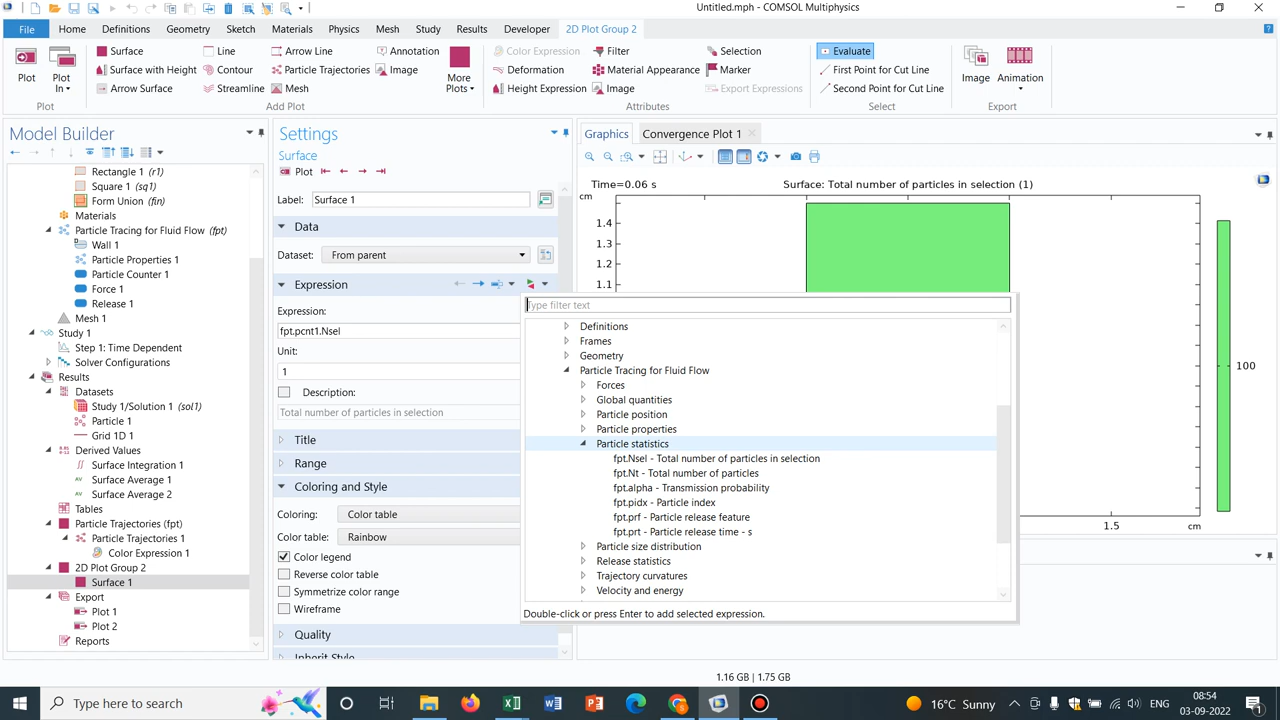 Untitled.mph - COMSOL Multiphysics
File Home Definitions Geometry Sketch Materials Physics Mesh Study Results Developer 2D Plot Group 2
Surface Line Arrow Line Annotation Color Expression Filter Selection Evaluate
Surface with Height Contour Particle Trajectories Image Deformation Material Appearance Marker First Point for Cut Line
Arrow Surface Streamline Mesh Height Expression Image Export Expressions Second Point for Cut Line
Plot Plot In More Plots Image Animation
Plot Add Plot Attributes Select Export
Model Builder
Rectangle 1 (r1)
Square 1 (sq1)
Form Union (fin)
Materials
Particle Tracing for Fluid Flow (fpt)
Wall 1
Particle Properties 1
Particle Counter 1
Force 1
Release 1
Mesh 1
Study 1
Step 1: Time Dependent
Solver Configurations
Results
Datasets
Study 1/Solution 1 (sol1)
Particle 1
Grid 1D 1
Derived Values
Surface Integration 1
Surface Average 1
Surface Average 2
Tables
Particle Trajectories (fpt)
Particle Trajectories 1
Color Expression 1
2D Plot Group 2
Surface 1
Export
Plot 1
Plot 2
Reports
Settings
Surface
Plot
Label: Surface 1
Data
Dataset: From parent
Expression
Expression:
fpt.pcnt1.Nsel
Unit:
1
Description:
Total number of particles in selection
Title
Range
Coloring and Style
Coloring: Color table
Color table: Rainbow
Color legend
Reverse color table
Symmetrize color range
Wireframe
Quality
Inherit Style
Graphics Convergence Plot 1
Time=0.06 s Surface: Total number of particles in selection (1)
cm
1.4
1.3
1.2
1.1
100
1.5 cm
Type filter text
Definitions
Frames
Geometry
Particle Tracing for Fluid Flow
Forces
Global quantities
Particle position
Particle properties
Particle statistics
fpt.Nsel - Total number of particles in selection
fpt.Nt - Total number of particles
fpt.alpha - Transmission probability
fpt.pidx - Particle index
fpt.prf - Particle release feature
fpt.prt - Particle release time - s
Particle size distribution
Release statistics
Trajectory curvatures
Velocity and energy
Double-click or press Enter to add selected expression.
1.16 GB | 1.75 GB
Type here to search
16°C Sunny
ENG
08:54
03-09-2022